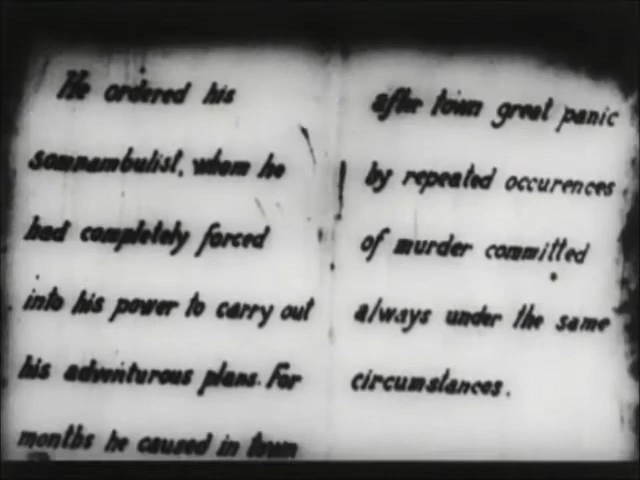 He ordered his
somnambulist, whom he
had completely forced
into his power to carry out
his adventurous plans. For
months he caused in town
after town great panic
by repeated occurences
of murder committed
always under the same
circumstances.